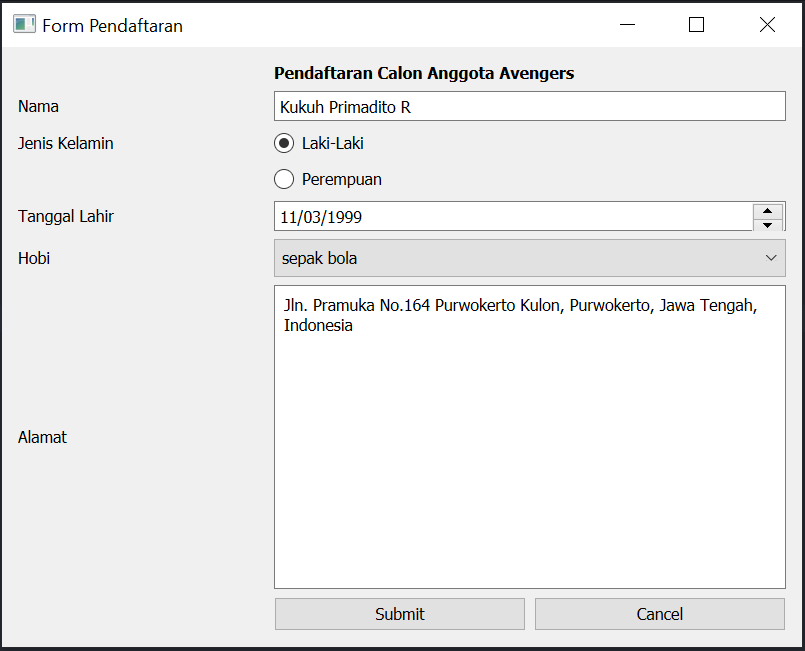 Form Pendaftaran
Pendaftaran Calon Anggota Avengers
Nama
Kukuh Primadito R
Jenis Kelamin
Laki-Laki
Perempuan
Tanggal Lahir
11/03/1999
Hobi
sepak bola
Alamat
Jln. Pramuka No.164 Purwokerto Kulon, Purwokerto, Jawa Tengah,
Indonesia
Submit
Cancel